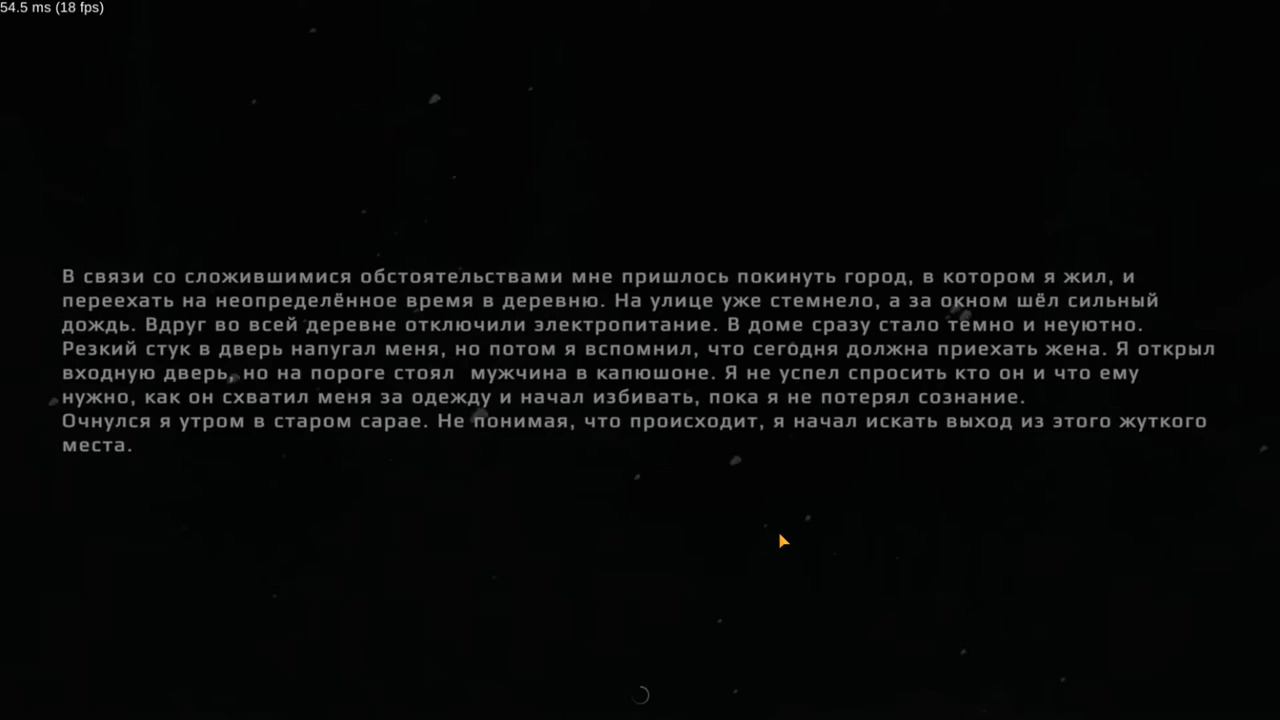 54.5 ms (18 fps)
В связи со сложившимися обстоятельствами мне пришлось покинуть город, в котором я жил, и
переехать на неопределённое время в деревню. На улице уже стемнело, а за окном шёл сильный
дождь. Вдруг во всей деревне отключили электропитание. В доме сразу стало темно и неуютно.
Резкий стук в дверь напугал меня, но потом я вспомнил, что сегодня должна приехать жена. Я открыл
входную дверь, но на пороге стоял  мужчина в капюшоне. Я не успел спросить кто он и что ему
нужно, как он схватил меня за одежду и начал избивать, пока я не потерял сознание.
Очнулся я утром в старом сарае. Не понимая, что происходит, я начал искать выход из этого жуткого
места.